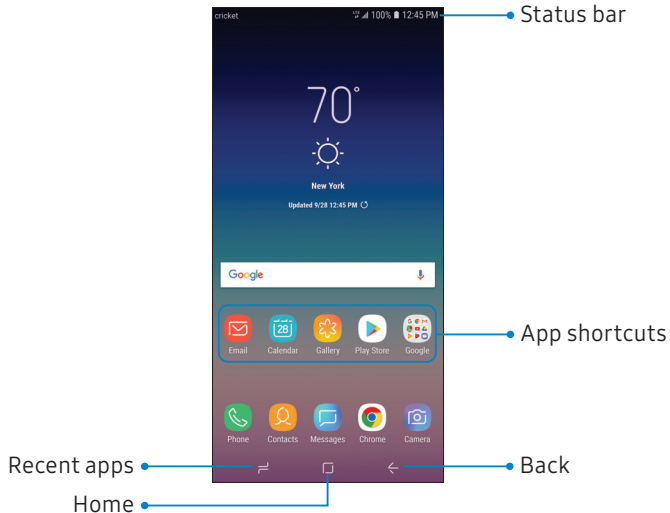 cricket LTE 100% 12:45 PM
Status bar
70°
New York
Updated 9/28 12:45 PM
Google
28
Email Calendar Gallery Play Store Google
App shortcuts
Phone Contacts Messages Chrome Camera
Recent apps
Back
Home